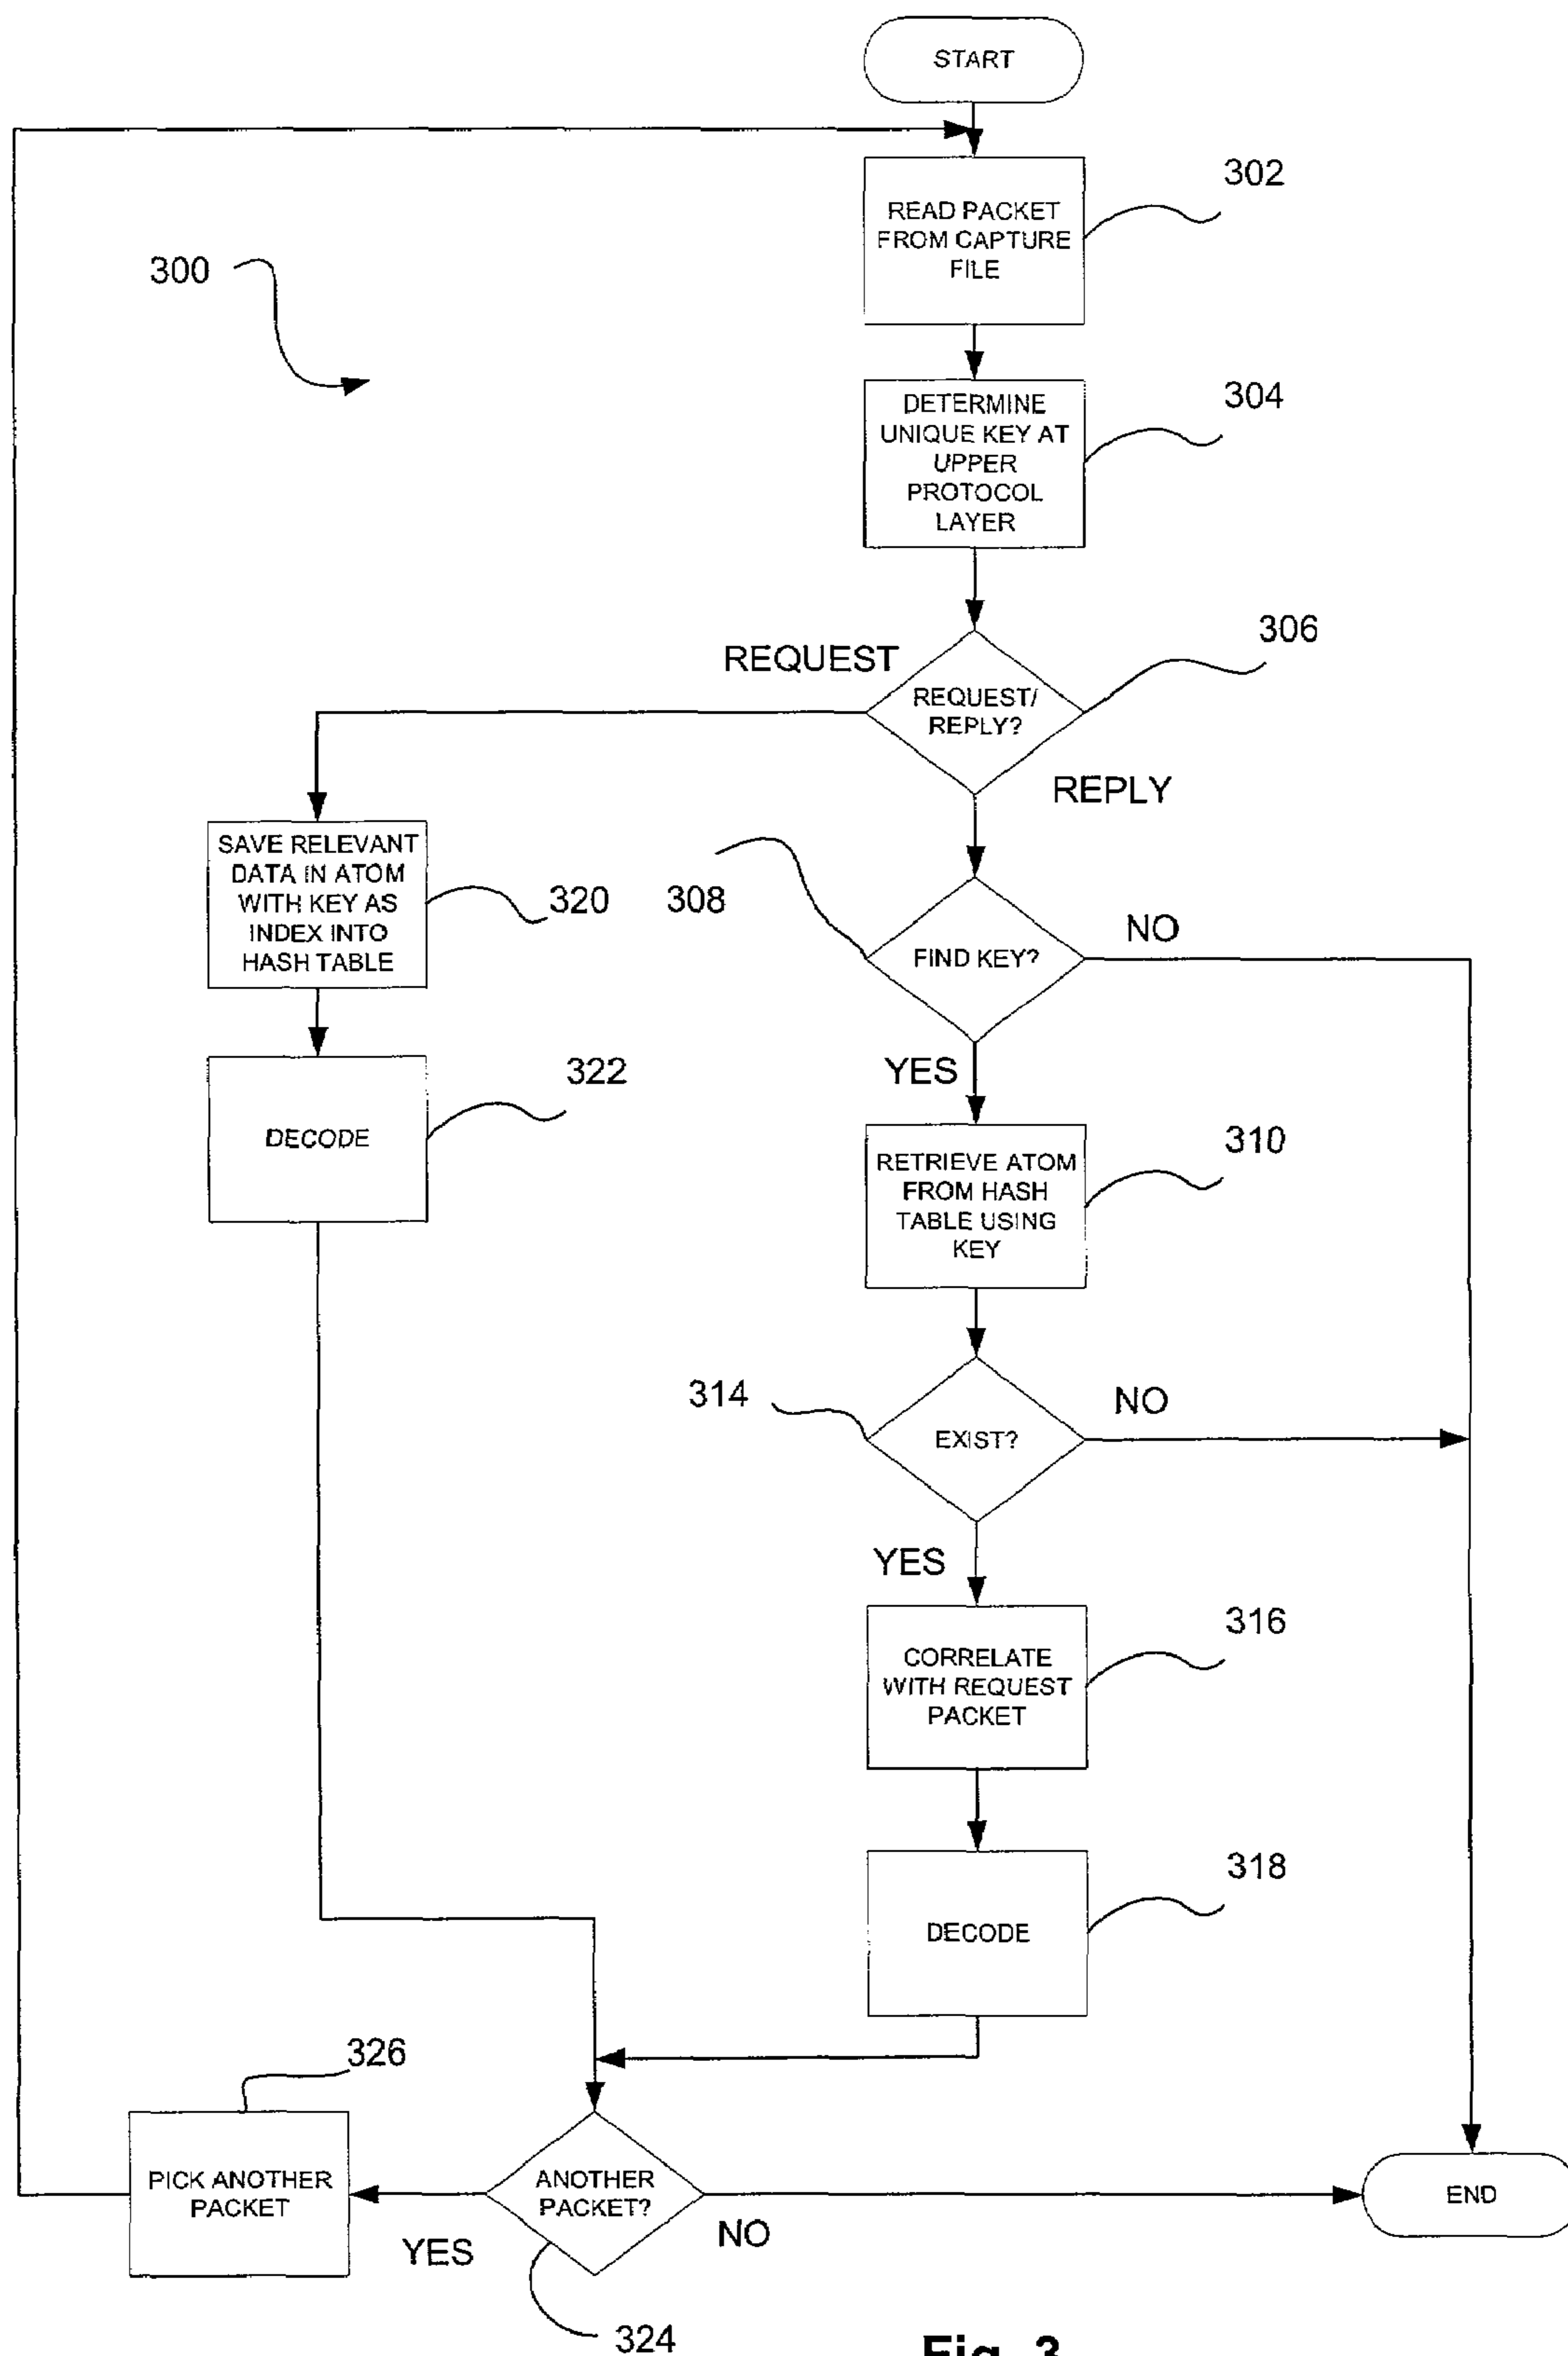 START
302
READ PACKET
FROM CAPTURE
FILE
300
304
DETERMINE
UNIQUE KEY AT
UPPER
PROTOCOL
LAYER
306
REQUEST
REQUEST/
REPLY?
REPLY
SAVE RELEVANT
DATA IN ATOM
WITH KEY AS
INDEX INTO
HASH TABLE
320
308
FIND KEY?
NO
322
DECODE
YES
310
RETRIEVE ATOM
FROM HASH
TABLE USING
KEY
314
EXIST?
NO
YES
316
CORRELATE
WITH REQUEST
PACKET
318
DECODE
326
PICK ANOTHER
PACKET
ANOTHER
PACKET?
END
YES
NO
324
Fig. 3